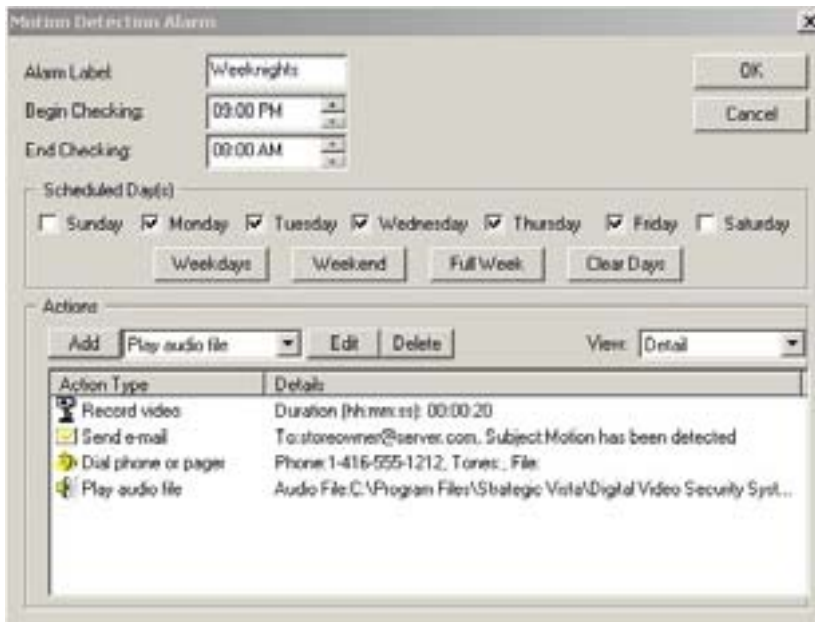 Motion Detection Alarm
Alarm Label: Weeknights OK
Begin Checking: 09:00 PM Cancel
End Checking: 08:00 AM
Scheduled Day(s)
Sunday Monday Tuesday Wednesday Thursday Friday Saturday
Weekdays Weekend Full Week Clear Days
Actions
Add Play audio file Edit Delete View: Detail
Action Type Details
Record video Duration (hh:mm:ss): 00:00:20
Send e-mail To:storeowner@server.com, Subject:Motion has been detected
Dial phone or pager Phone:1-416-555-1212, Tones:, File:
Play audio file Audio File:C:\Program Files\Strategic Vista\Digital Video Security Syst...